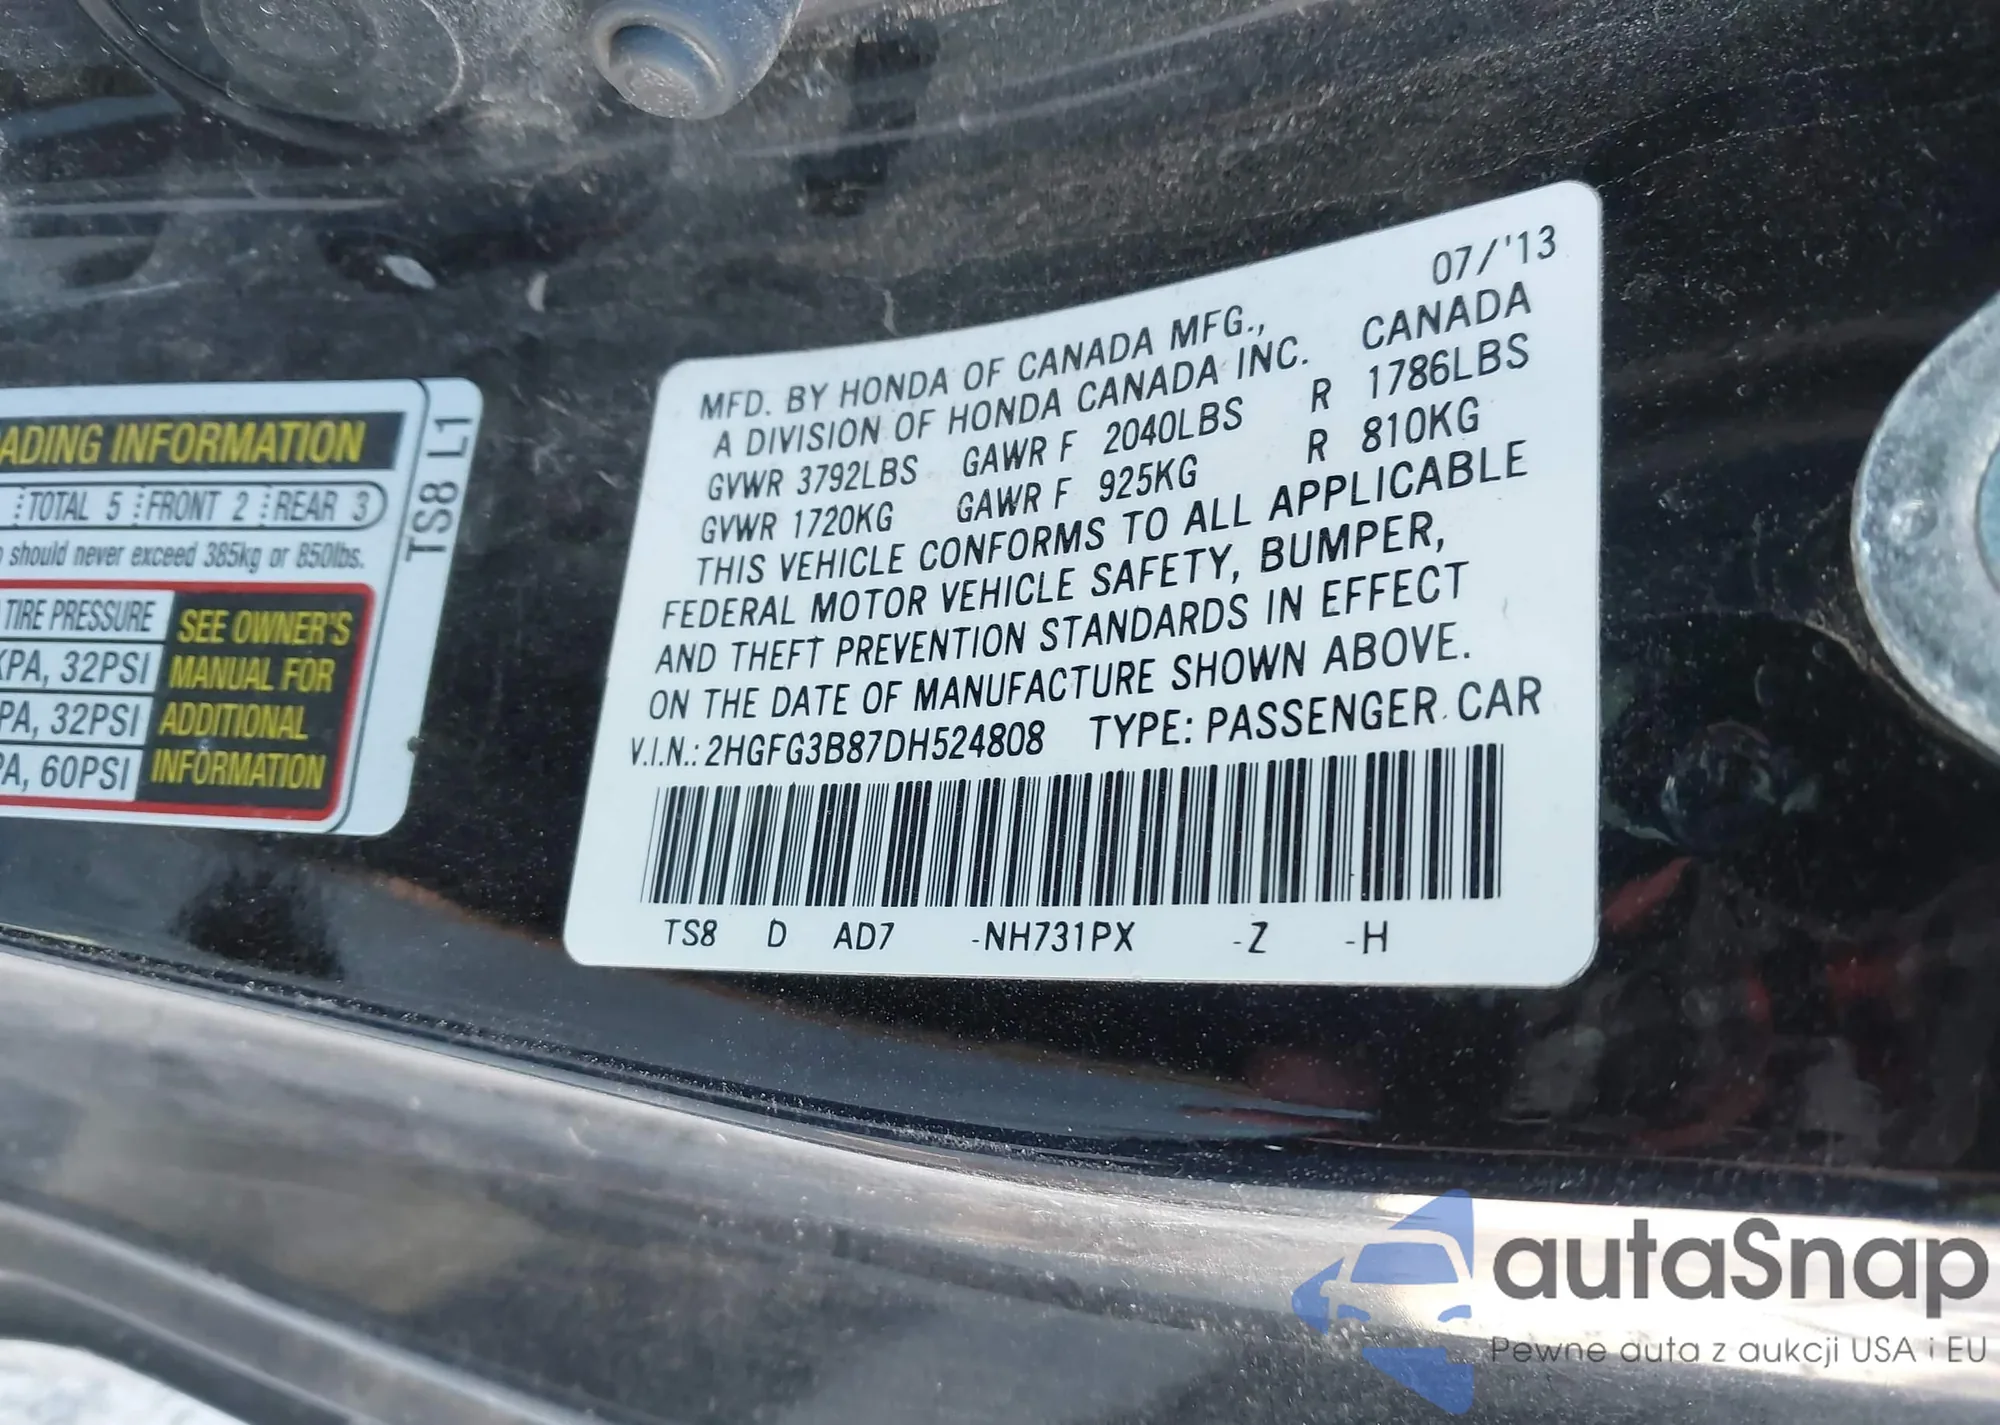 ADING INFORMATION
TOTAL 5 FRONT 2 REAR 3
should never exceed 385kg or 850lbs.
TIRE PRESSURE
KPA, 32PSI
PA, 32PSI
PA, 60PSI
SEE OWNER'S
MANUAL FOR
ADDITIONAL
INFORMATION
TS8 L1
07/'13
MFD. BY HONDA OF CANADA MFG.,
A DIVISION OF HONDA CANADA INC. CANADA
GVWR 3792LBS GAWR F 2040LBS R 1786LBS
GVWR 1720KG GAWR F 925KG R 810KG
THIS VEHICLE CONFORMS TO ALL APPLICABLE
FEDERAL MOTOR VEHICLE SAFETY, BUMPER,
AND THEFT PREVENTION STANDARDS IN EFFECT
ON THE DATE OF MANUFACTURE SHOWN ABOVE.
V.I.N.: 2HGFG3B87DH524808 TYPE: PASSENGER CAR
TS8 D AD7 -NH731PX -Z -H
autaSnap
Pewne auta z aukcji USA i EU